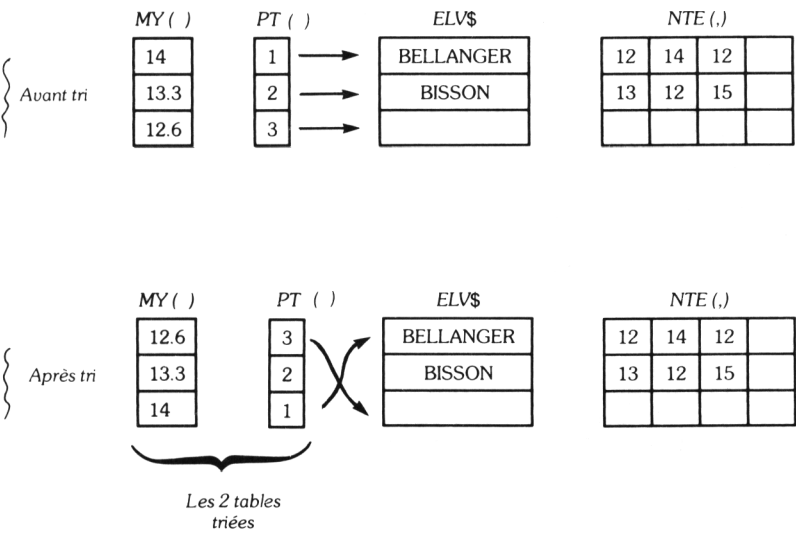 MY ( ) PT ( ) ELV$ NTE (,)
14 1 BELLANGER 12 14 12
Avant tri 13.3 2 BISSON 13 12 15
12.6 3
MY ( ) PT ( ) ELV$ NTE (,)
12.6 3 BELLANGER 12 14 12
Après tri 13.3 2 BISSON 13 12 15
14 1
Les 2 tables
triées